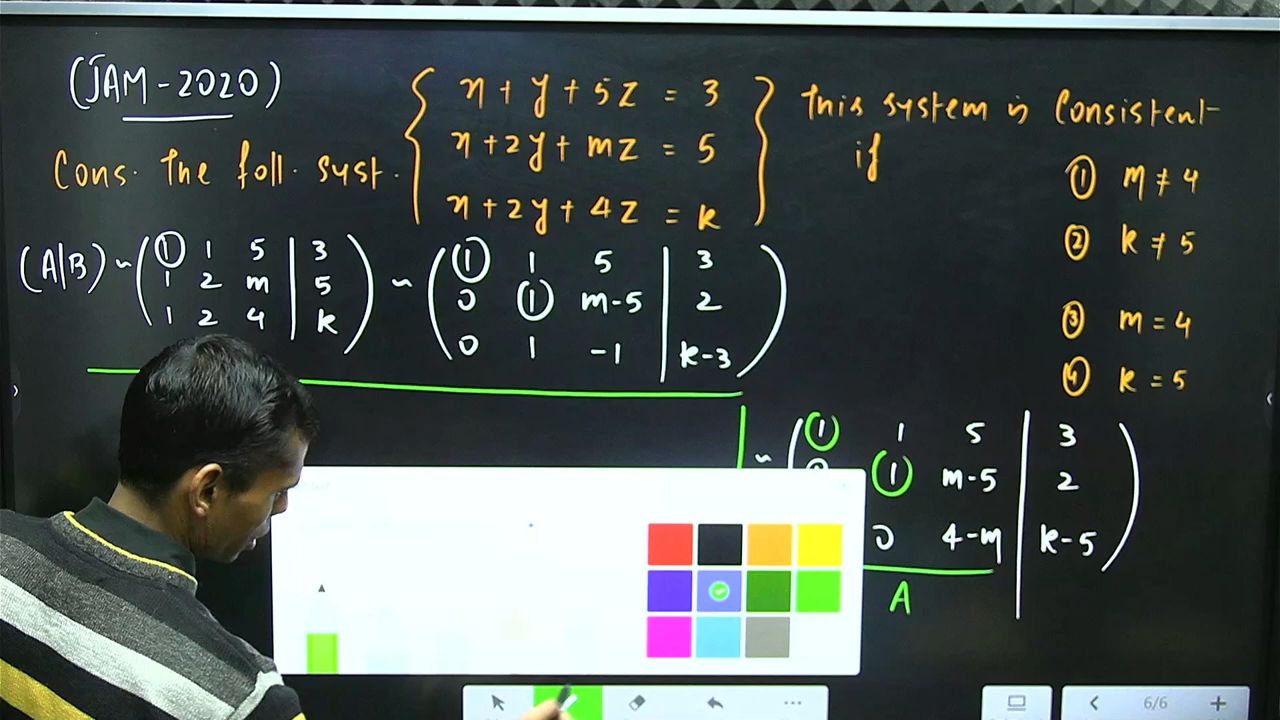 (JAM-2020)
Cons. the foll. syst.
x + y + 5z = 3
x + 2y + mz = 5
x + 2y + 4z = k
This system is Consistent
if
① m ≠ 4
② k ≠ 5
③ m = 4
④ k = 5
(A|B) ~
1 1 5 | 3
1 2 m | 5
1 2 4 | k
~
1 1 5 | 3
0 1 m-5 | 2
0 1 -1 | k-3
~
1 1 5 | 3
1 m-5 | 2
0 4-m | k-5
A
6/6